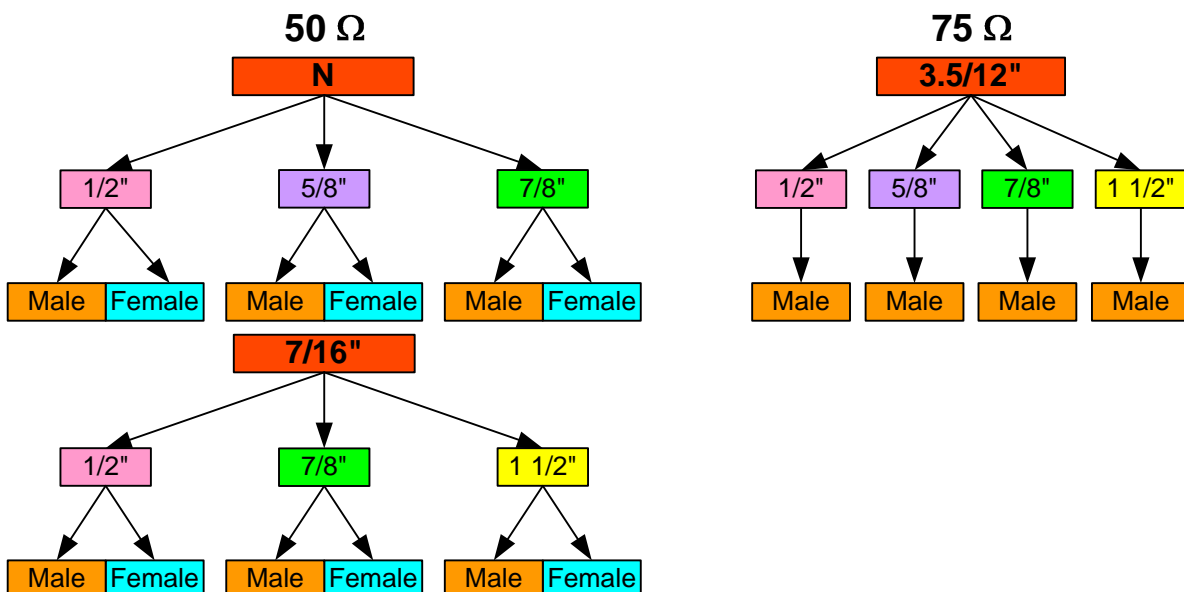 50 Ω
N
1/2" 5/8" 7/8"
Male Female Male Female Male Female
7/16"
1/2" 7/8" 1 1/2"
Male Female Male Female Male Female
75 Ω
3.5/12"
1/2" 5/8" 7/8" 1 1/2"
Male Male Male Male